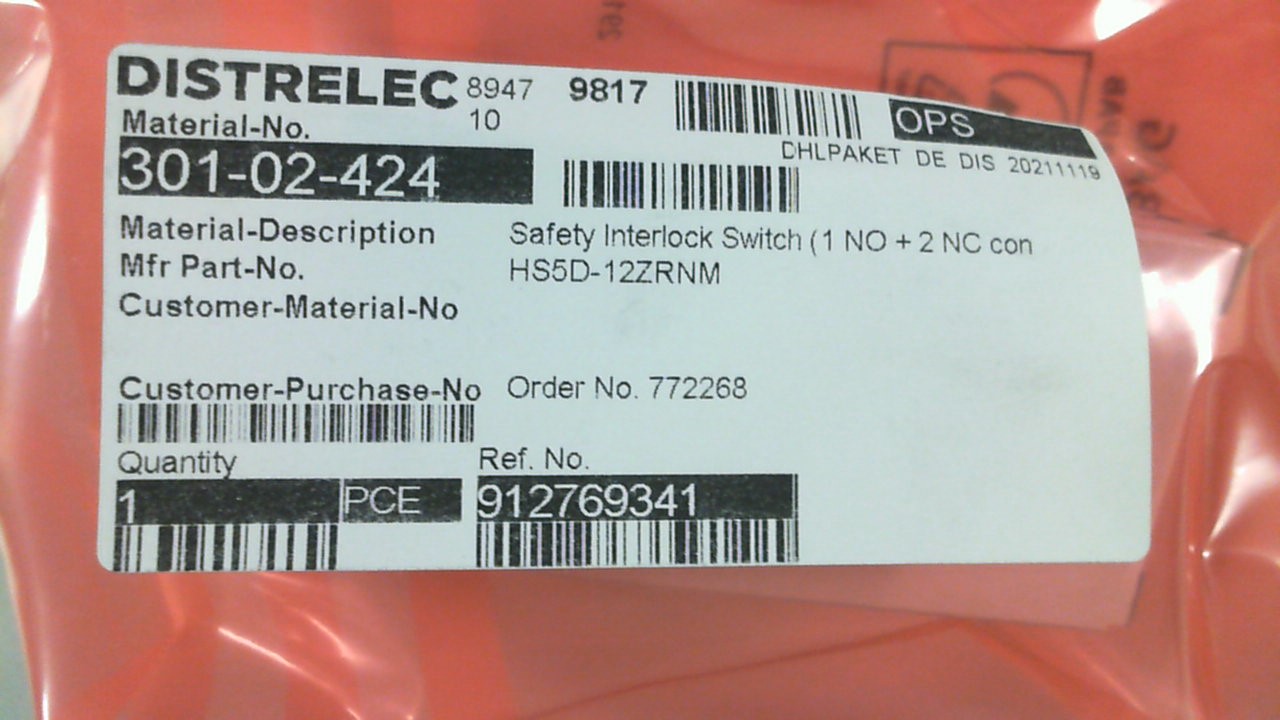 DISTRELEC 8947 9817 OPS
10
DHLPAKET DE DIS 20211119
Material-No.
301-02-424
Material-Description Safety Interlock Switch (1 NO + 2 NC con
Mfr Part-No. HS5D-12ZRNM
Customer-Material-No
Customer-Purchase-No Order No. 772268
Quantity Ref. No.
1 PCE 912769341